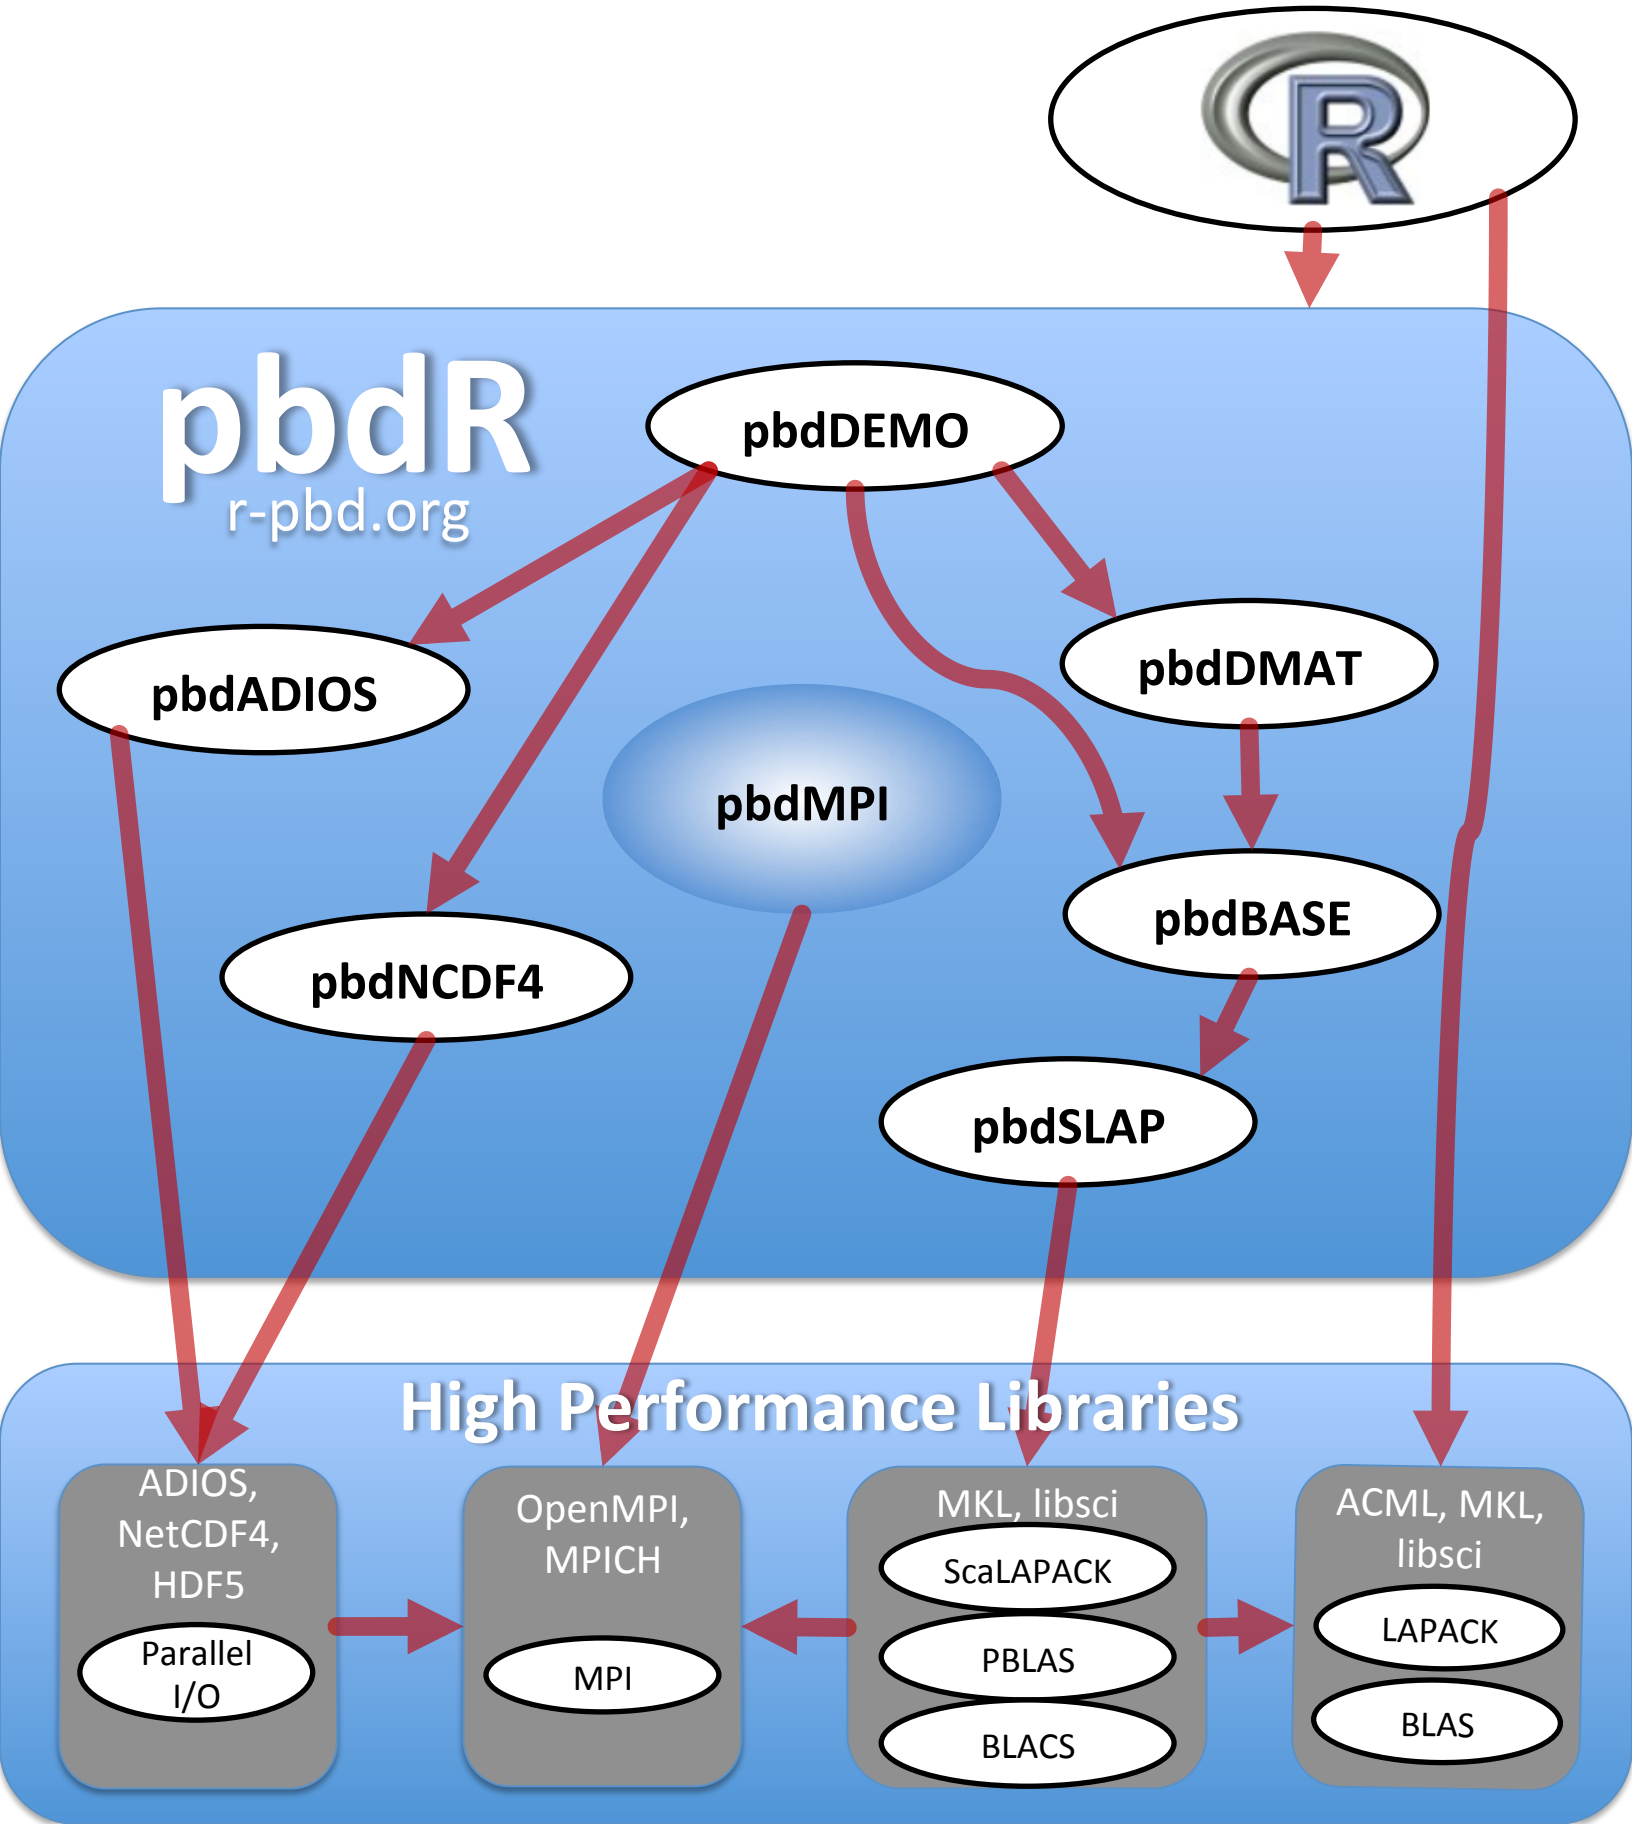 R
pbdR
r-pbd.org
pbdDEMO
pbdADIOS
pbdDMAT
pbdMPI
pbdBASE
pbdNCDF4
pbdSLAP
High Performance Libraries
ADIOS,
NetCDF4,
HDF5
Parallel
I/O
OpenMPI,
MPICH
MPI
MKL, libsci
ScaLAPACK
PBLAS
BLACS
ACML, MKL,
libsci
LAPACK
BLAS